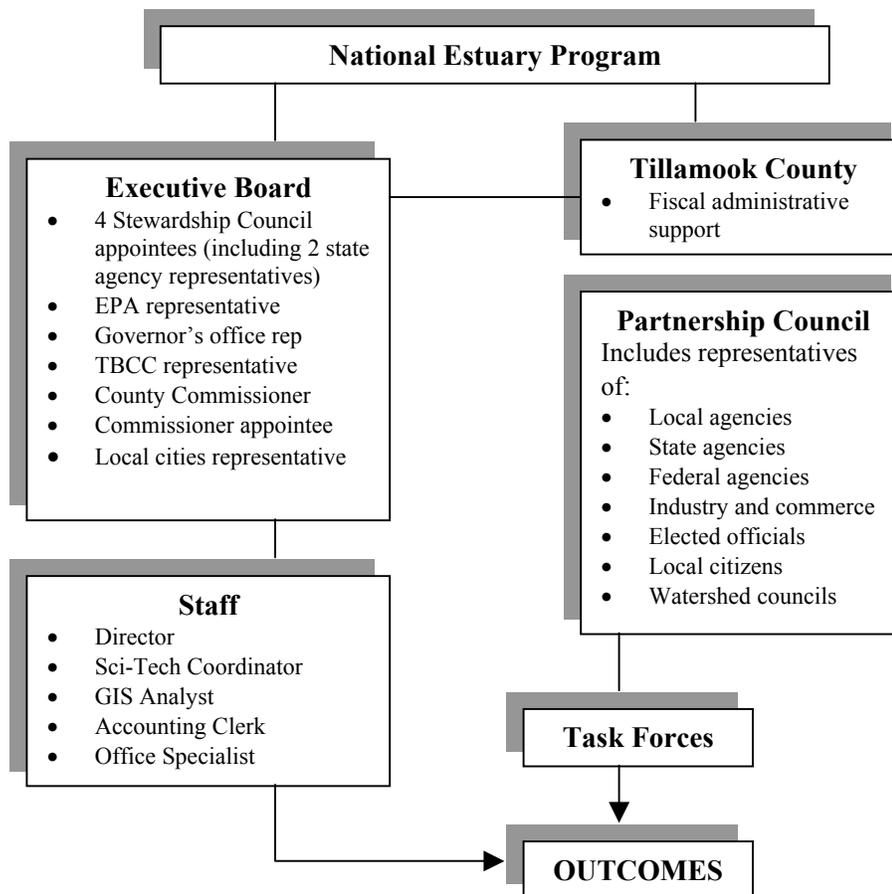 National Estuary Program
Executive Board
• 4 Stewardship Council
appointees (including 2 state
agency representatives)
• EPA representative
• Governor’s office rep
• TBCC representative
• County Commissioner
• Commissioner appointee
• Local cities representative
Tillamook County
• Fiscal administrative
support
Partnership Council
Includes representatives
of:
• Local agencies
• State agencies
• Federal agencies
• Industry and commerce
• Elected officials
• Local citizens
• Watershed councils
Staff
• Director
• Sci-Tech Coordinator
• GIS Analyst
• Accounting Clerk
• Office Specialist
Task Forces
OUTCOMES